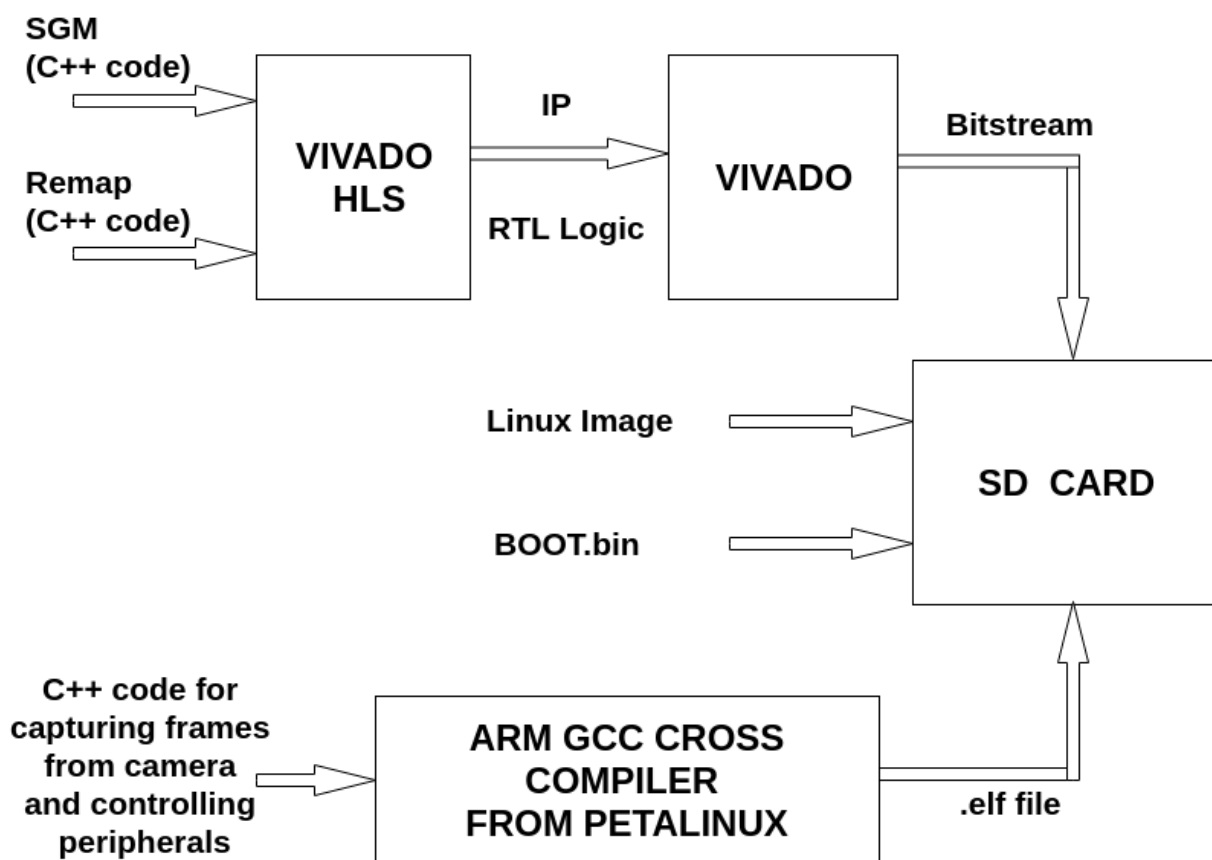 SGM
(C++ code)
Remap
(C++ code)
VIVADO
HLS
IP
RTL Logic
VIVADO
Bitstream
Linux Image
BOOT.bin
SD CARD
C++ code for
capturing frames
from camera
and controlling
peripherals
ARM GCC CROSS
COMPILER
FROM PETALINUX
.elf file